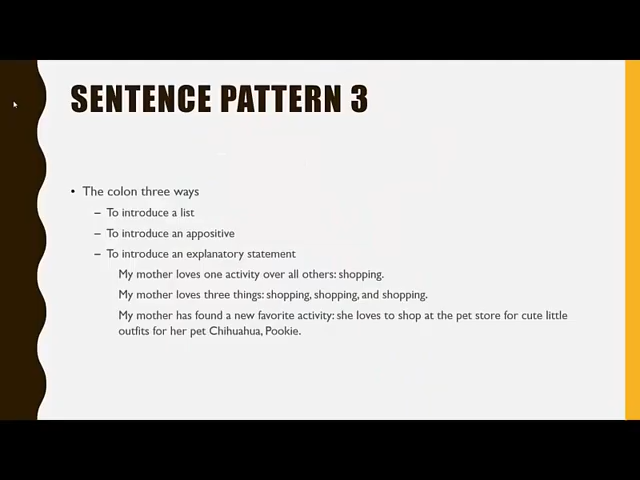 SENTENCE PATTERN 3
• The colon three ways
– To introduce a list
– To introduce an appositive
– To introduce an explanatory statement
My mother loves one activity over all others: shopping.
My mother loves three things: shopping, shopping, and shopping.
My mother has found a new favorite activity: she loves to shop at the pet store for cute little
outfits for her pet Chihuahua, Pookie.